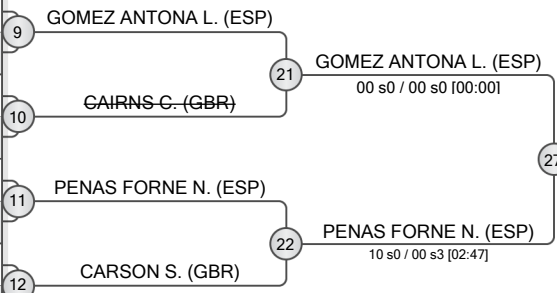 9
GOMEZ ANTONA L. (ESP)
21
GOMEZ ANTONA L. (ESP)
00 s0 / 00 s0 [00:00]
10
CAIRNS C. (GBR)
27
11
PENAS FORNE N. (ESP)
22
PENAS FORNE N. (ESP)
10 s0 / 00 s3 [02:47]
12
CARSON S. (GBR)